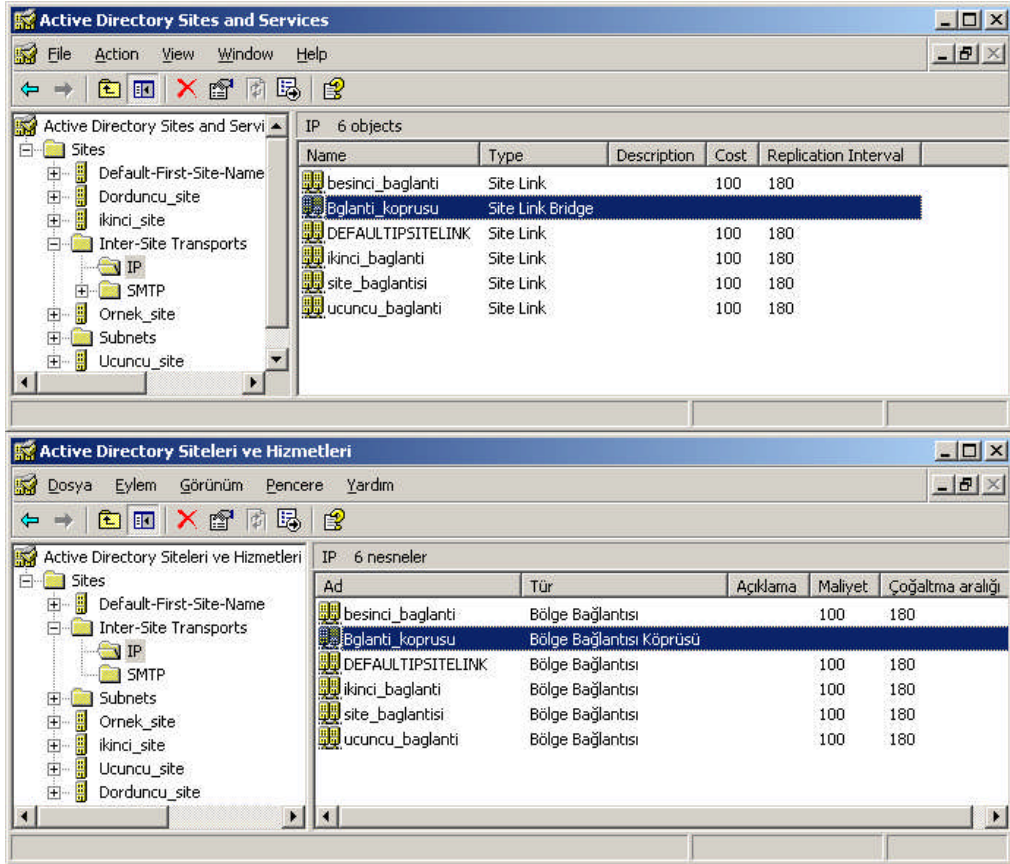 Active Directory Sites and Services
File Action View Window Help
Active Directory Sites and Servi
Sites
Default-First-Site-Name
Dorduncu_site
ikinci_site
Inter-Site Transports
IP
SMTP
Ornek_site
Subnets
Ucuncu_site
IP 6 objects
Name Type Description Cost Replication Interval
besinci_baglanti Site Link 100 180
Bglanti_koprusu Site Link Bridge
DEFAULTIPSITELINK Site Link 100 180
ikinci_baglanti Site Link 100 180
site_baglantisi Site Link 100 180
ucuncu_baglanti Site Link 100 180
Active Directory Siteleri ve Hizmetleri
Dosya Eylem Görünüm Pencere Yardım
Active Directory Siteleri ve Hizmetleri
Sites
Default-First-Site-Name
Inter-Site Transports
IP
SMTP
Subnets
Ornek_site
ikinci_site
Ucuncu_site
Dorduncu_site
IP 6 nesneler
Ad Tür Açıklama Maliyet Çoğaltma aralığı
besinci_baglanti Bölge Bağlantısı 100 180
Bglanti_koprusu Bölge Bağlantısı Köprüsü
DEFAULTIPSITELINK Bölge Bağlantısı 100 180
ikinci_baglanti Bölge Bağlantısı 100 180
site_baglantisi Bölge Bağlantısı 100 180
ucuncu_baglanti Bölge Bağlantısı 100 180